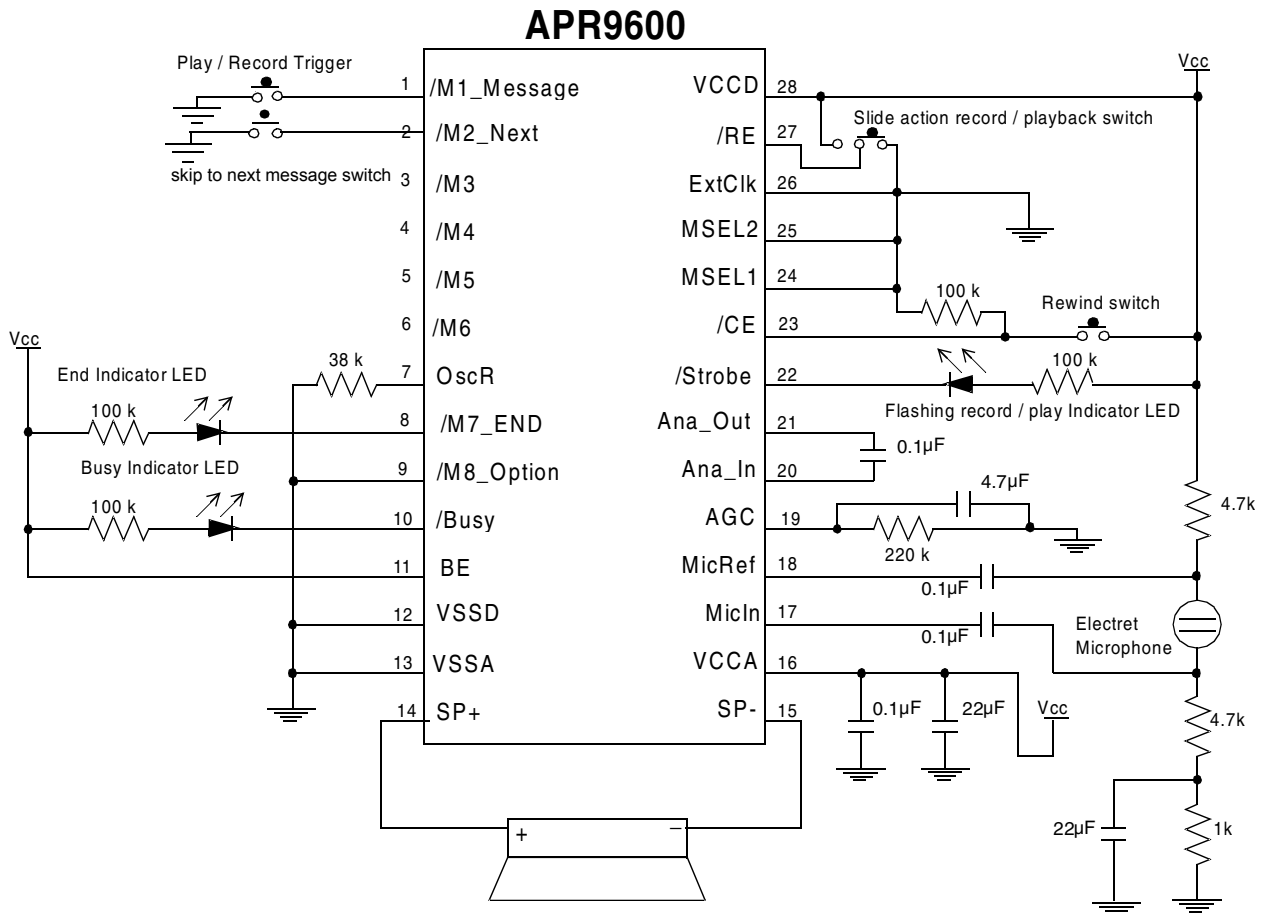 APR9600
Play / Record Trigger
1
/M1_Message
2
/M2_Next
skip to next message switch
3
/M3
4
/M4
5
/M5
6
/M6
38 k
7
OscR
Vcc
End Indicator LED
100 k
8
/M7_END
9
/M8_Option
Busy Indicator LED
100 k
10
/Busy
11
BE
12
VSSD
13
VSSA
14
SP+
VCCD
28
Vcc
Slide action record / playback switch
/RE
27
ExtClk
26
MSEL2
25
MSEL1
24
100 k
Rewind switch
/CE
23
/Strobe
22
100 k
Flashing record / play Indicator LED
Ana_Out
21
0.1µF
Ana_In
20
4.7µF
AGC
19
220 k
4.7k
MicRef
18
0.1µF
MicIn
17
0.1µF
Electret
Microphone
VCCA
16
0.1µF
22µF
Vcc
SP-
15
4.7k
22µF
1k
+
–